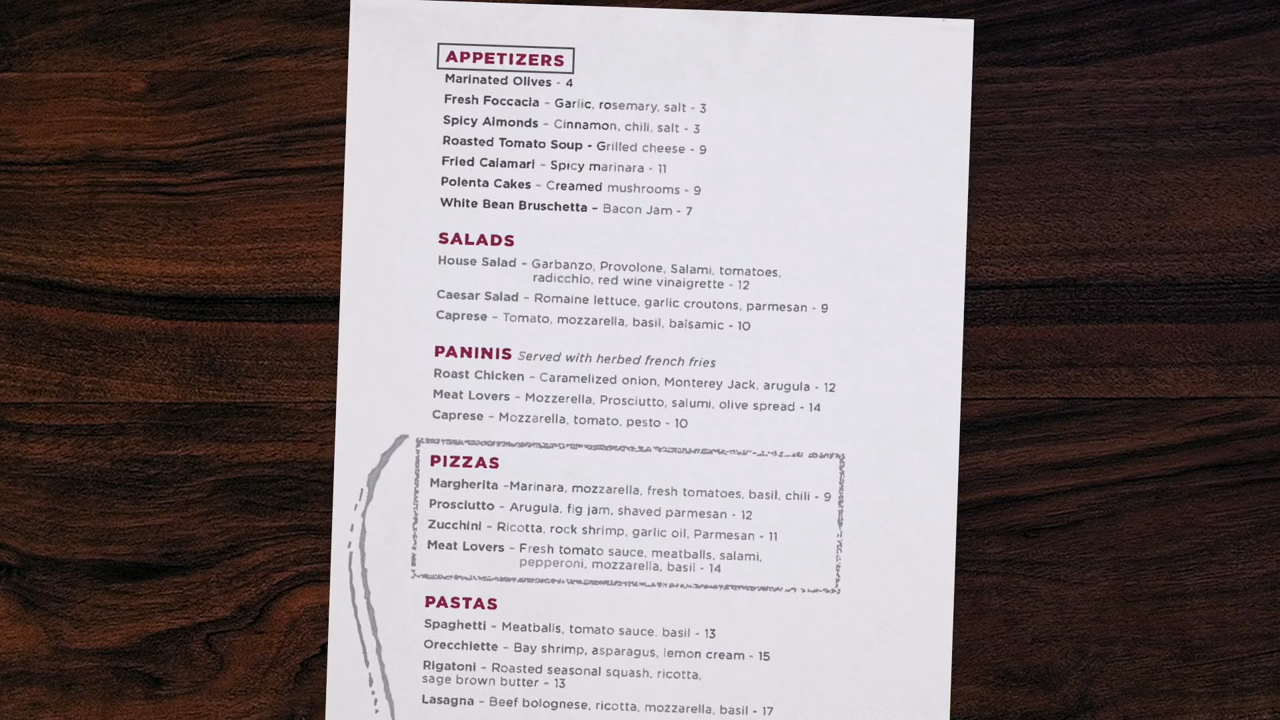 APPETIZERS
Marinated Olives - 4
Fresh Foccacia – Garlic, rosemary, salt - 3
Spicy Almonds – Cinnamon, chili, salt - 3
Roasted Tomato Soup - Grilled cheese - 9
Fried Calamari – Spicy marinara - 11
Polenta Cakes – Creamed mushrooms - 9
White Bean Bruschetta – Bacon Jam - 7
SALADS
House Salad – Garbanzo, Provolone, Salami, tomatoes,
radicchio, red wine vinaigrette - 12
Caesar Salad – Romaine lettuce, garlic croutons, parmesan - 9
Caprese – Tomato, mozzarella, basil, balsamic - 10
PANINIS Served with herbed french fries
Roast Chicken – Caramelized onion, Monterey Jack, arugula - 12
Meat Lovers – Mozzerella, Prosciutto, salumi, olive spread - 14
Caprese – Mozzarella, tomato, pesto - 10
PIZZAS
Margherita –Marinara, mozzarella, fresh tomatoes, basil, chili - 9
Prosciutto – Arugula, fig jam, shaved parmesan - 12
Zucchini – Ricotta, rock shrimp, garlic oil, Parmesan - 11
Meat Lovers – Fresh tomato sauce, meatballs, salami,
pepperoni, mozzarella, basil - 14
PASTAS
Spaghetti – Meatballs, tomato sauce, basil - 13
Orecchiette – Bay shrimp, asparagus, lemon cream - 15
Rigatoni – Roasted seasonal squash, ricotta,
sage brown butter - 13
Lasagna – Beef bolognese, ricotta, mozzarella, basil - 17